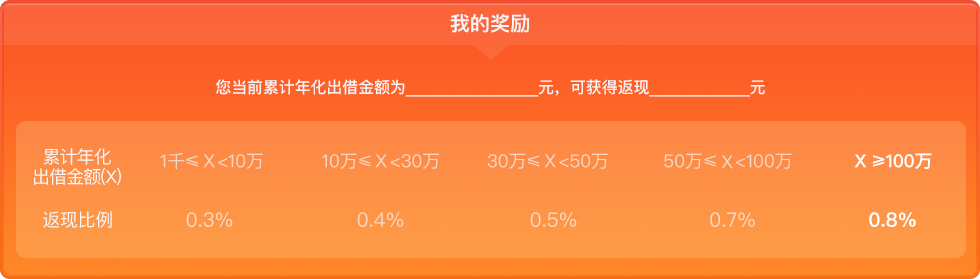 我的奖励
您当前累计年化出借金额为______________元，可获得返现___________元
累计年化
出借金额(X)
1千≤ X <10万
10万≤ X <30万
30万≤ X <50万
50万≤ X <100万
X ≥100万
返现比例
0.3%
0.4%
0.5%
0.7%
0.8%